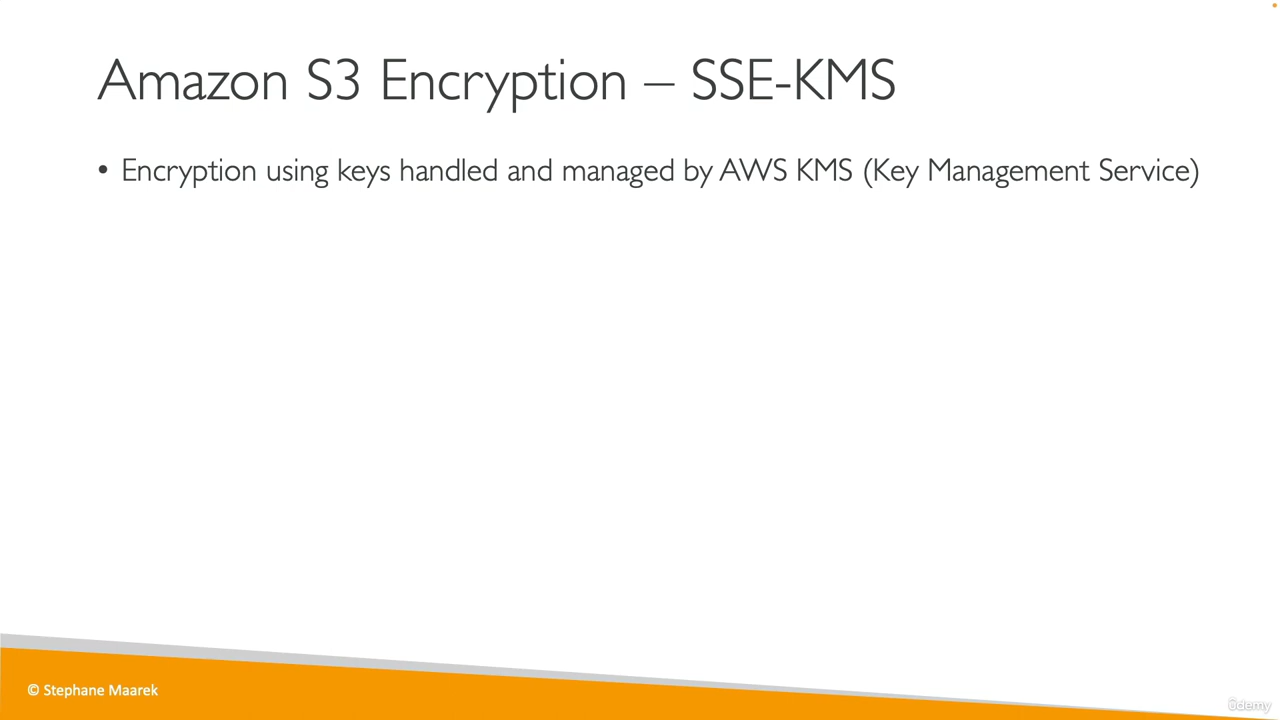 Amazon S3 Encryption – SSE-KMS
• Encryption using keys handled and managed by AWS KMS (Key Management Service)
© Stephane Maarek
ûdemy